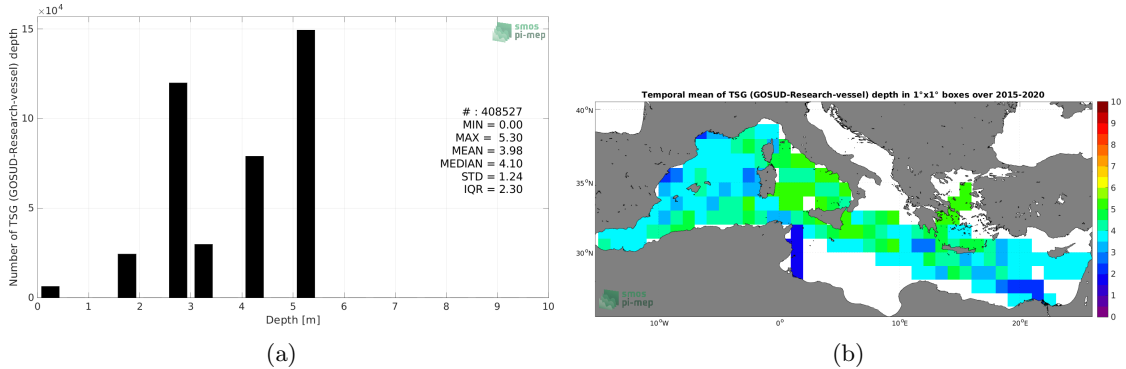 ×10⁴
15
10
5
0
Number of TSG (GOSUD-Research-vessel) depth
0 1 2 3 4 5 6 7 8 9 10
Depth [m]
smos
pi-mep
# : 408527
MIN = 0.00
MAX = 5.30
MEAN = 3.98
MEDIAN = 4.10
STD = 1.24
IQR = 2.30
(a)
Temporal mean of TSG (GOSUD-Research-vessel) depth in 1°x1° boxes over 2015-2020
40°N
35°N
30°N
10°W 0° 10°E 20°E
smos
pi-mep
10
9
8
7
6
5
4
3
2
1
0
(b)